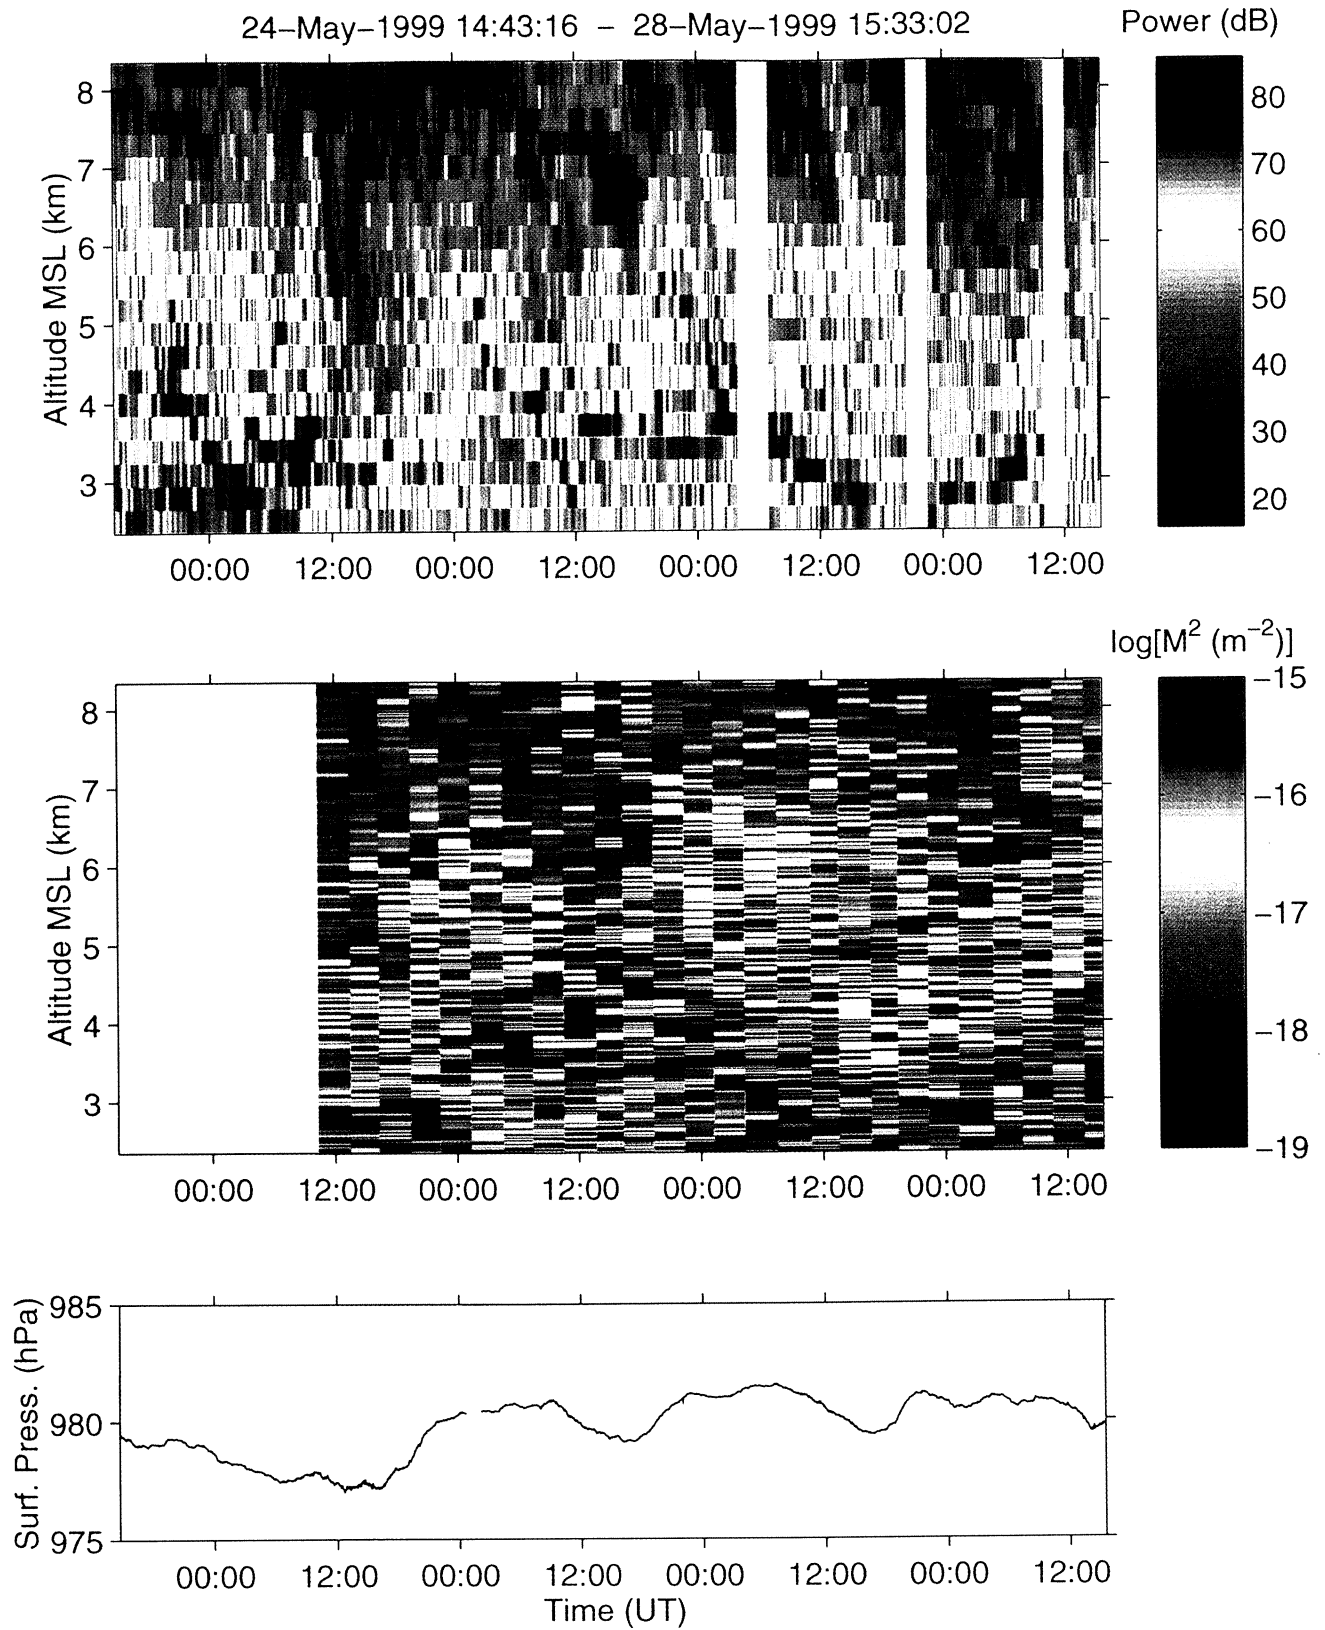 24–May–1999 14:43:16 – 28–May–1999 15:33:02
Power (dB)
Altitude MSL (km)
8
7
6
5
4
3
00:00 12:00 00:00 12:00 00:00 12:00 00:00 12:00
80
70
60
50
40
30
20
log[M² (m⁻²)]
Altitude MSL (km)
8
7
6
5
4
3
00:00 12:00 00:00 12:00 00:00 12:00 00:00 12:00
–15
–16
–17
–18
–19
Surf. Press. (hPa)
985
980
975
00:00 12:00 00:00 12:00 00:00 12:00 00:00 12:00
Time (UT)